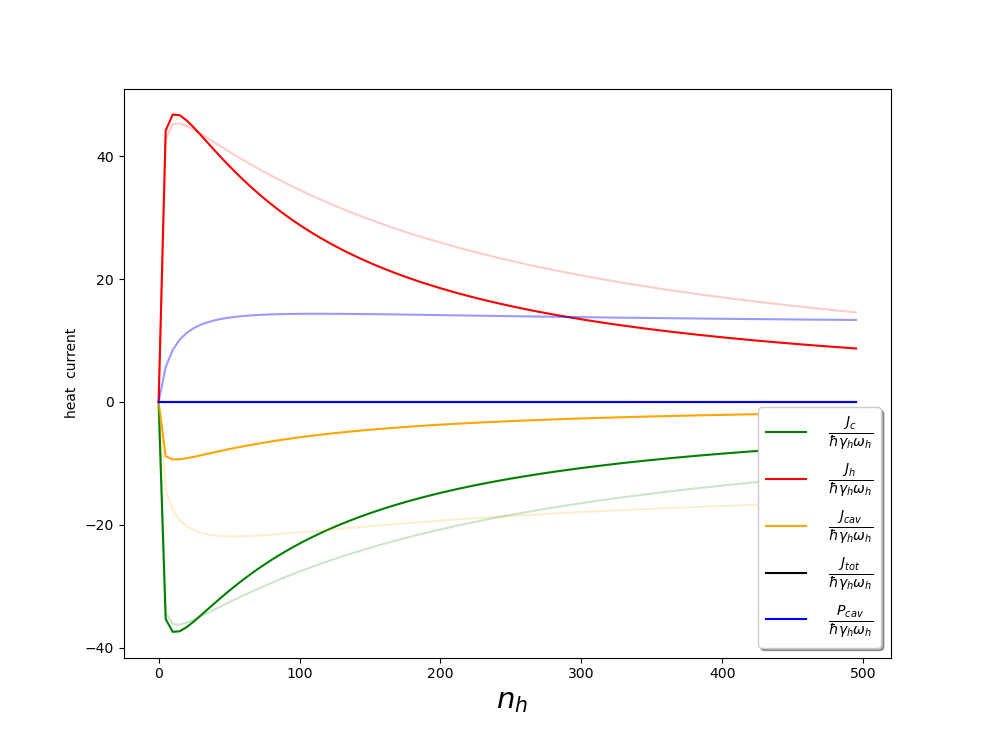 40
20
0
−20
−40
heat current
0
100
200
300
400
500
n_h
J_c
ħγ_hω_h
J_h
ħγ_hω_h
J_cav
ħγ_hω_h
J_tot
ħγ_hω_h
P_cav
ħγ_hω_h